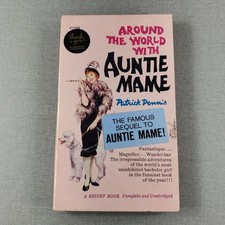 AROUND
THE WORLD
WITH
AUNTIE
MAME
Patrick Dennis
THE FAMOUS
SEQUEL TO
AUNTIE MAME!
Fantastique...
Magnifico... Wunderbar
The irrepressible adventures
of the world's most
uninhibited bachelor girl
in the funniest book
of the year!!!
A SIGNET BOOK Complete and Unabridged